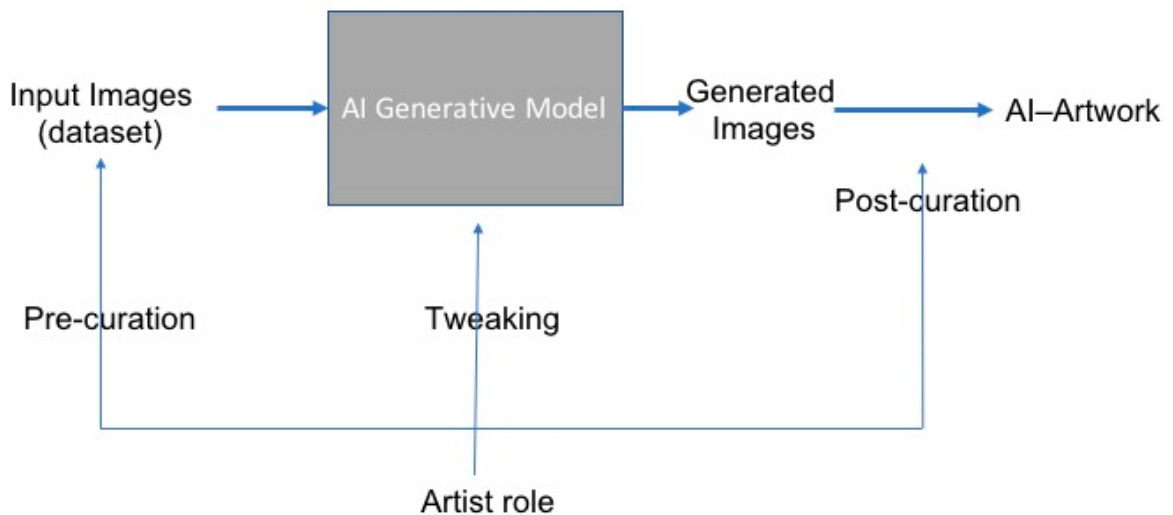 Input Images
(dataset)
AI Generative Model
Generated
Images
AI–Artwork
Post-curation
Pre-curation
Tweaking
Artist role